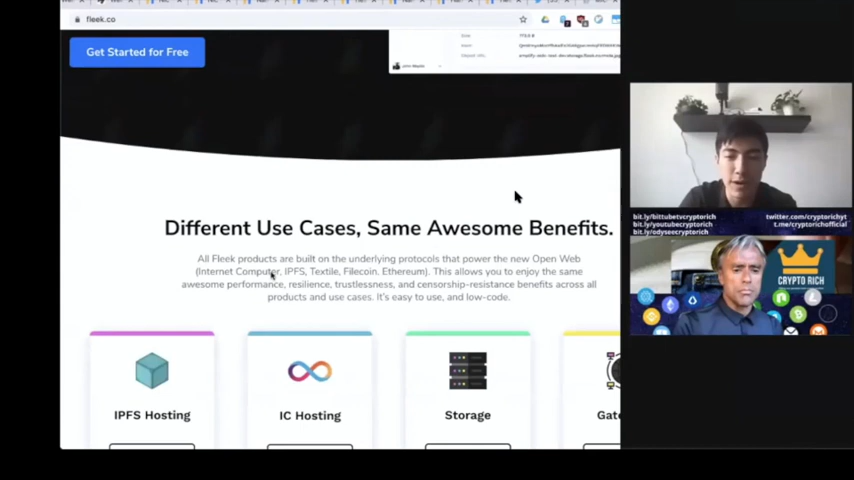 fleek.co
Get Started for Free
Different Use Cases, Same Awesome Benefits.
All Fleek products are built on the underlying protocols that power the new Open Web
(Internet Computer, IPFS, Textile, Filecoin, Ethereum). This allows you to enjoy the same
awesome performance, resilience, trustlessness, and censorship-resistance benefits across all
products and use cases. It's easy to use, and low-code.
IPFS Hosting
IC Hosting
Storage
Gat
bit.ly/bittubetvcryptorich
bit.ly/youtubecryptorich
bit.ly/odyseecryptorich
twitter.com/cryptorichyt
t.me/cryptorichofficial
CRYPTO RICH